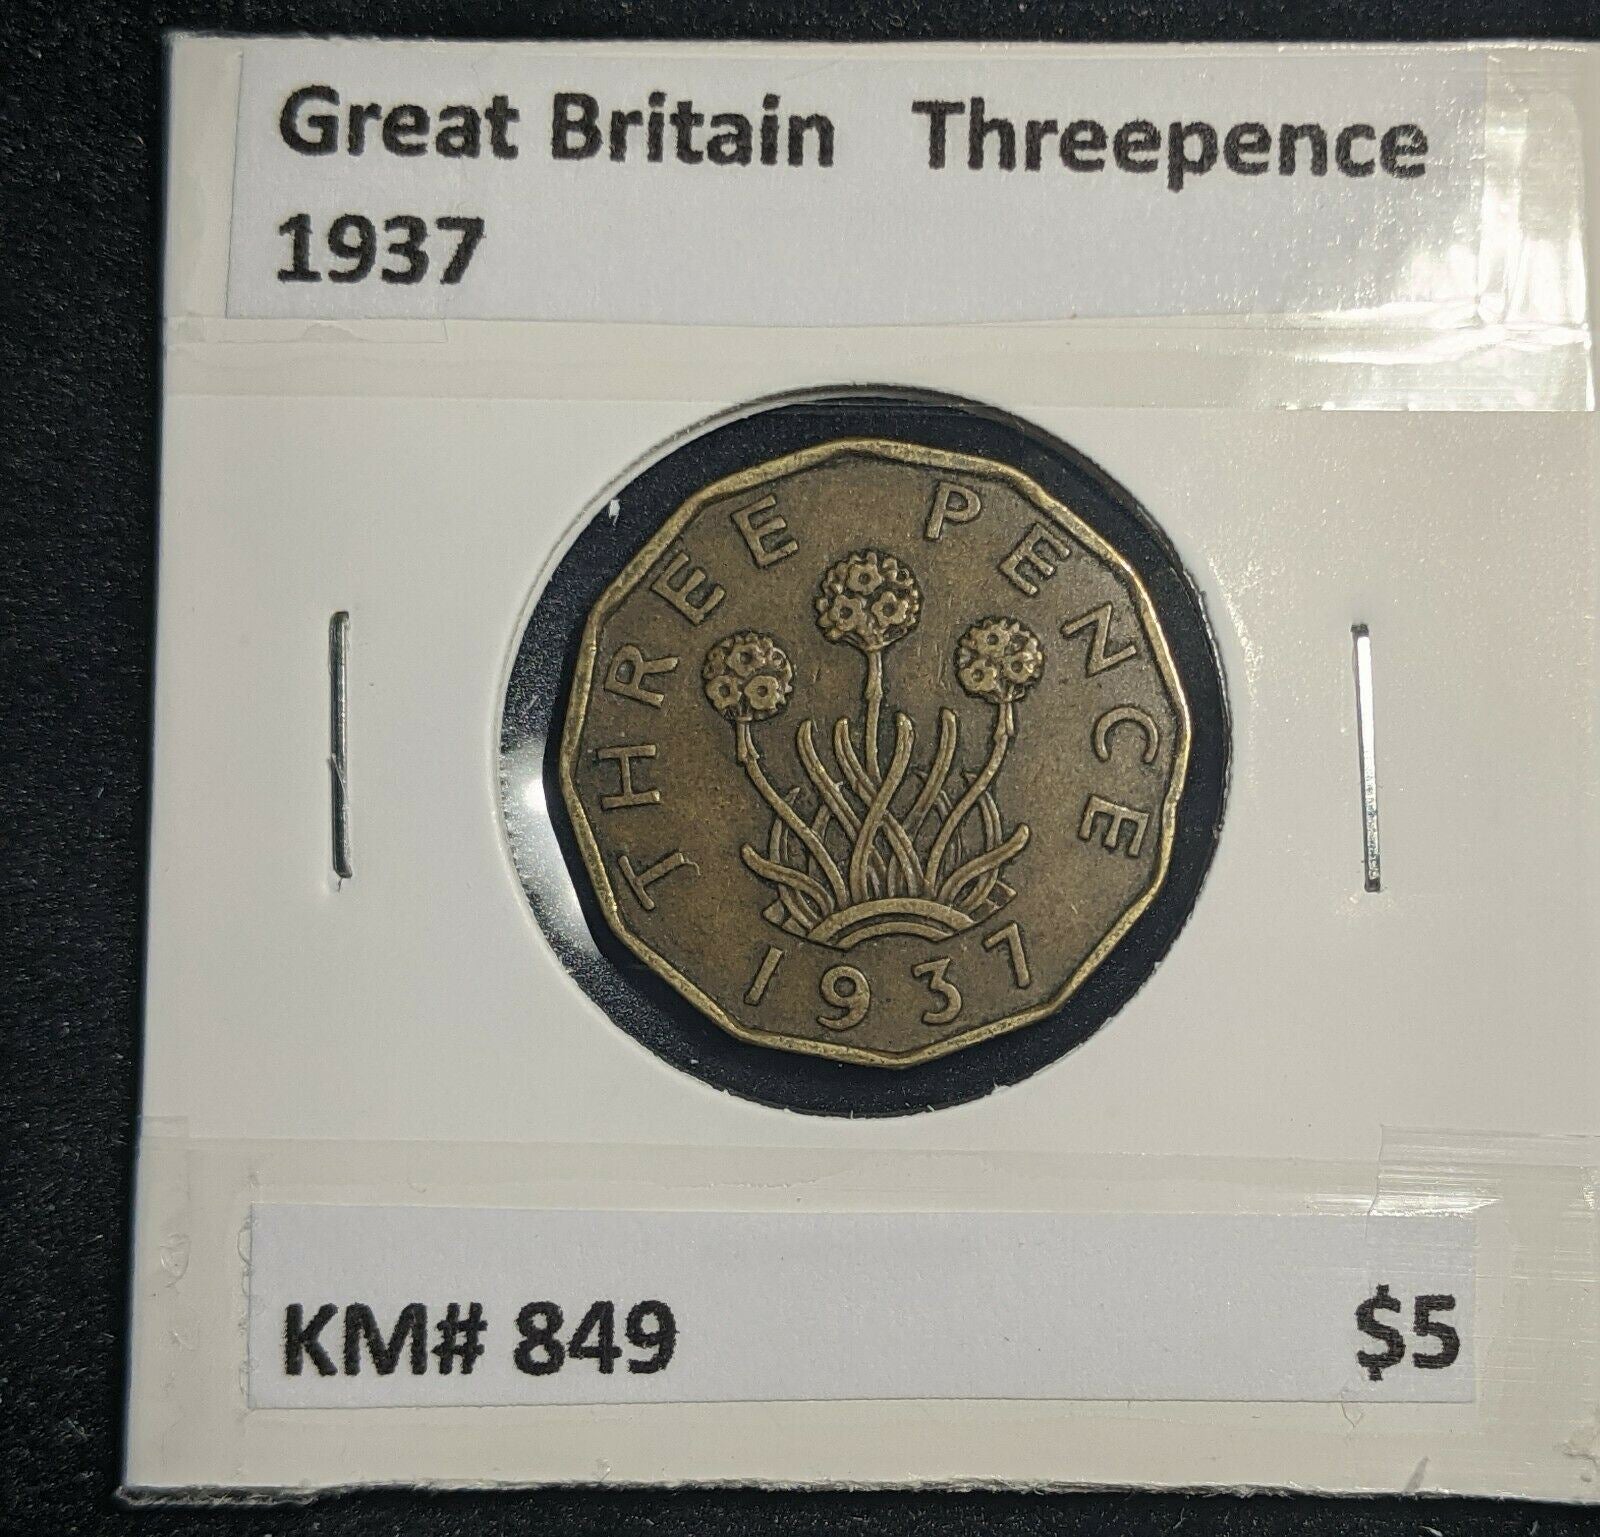 Great Britain Threepence
1937
THREE PENCE
1937
KM# 849 $5